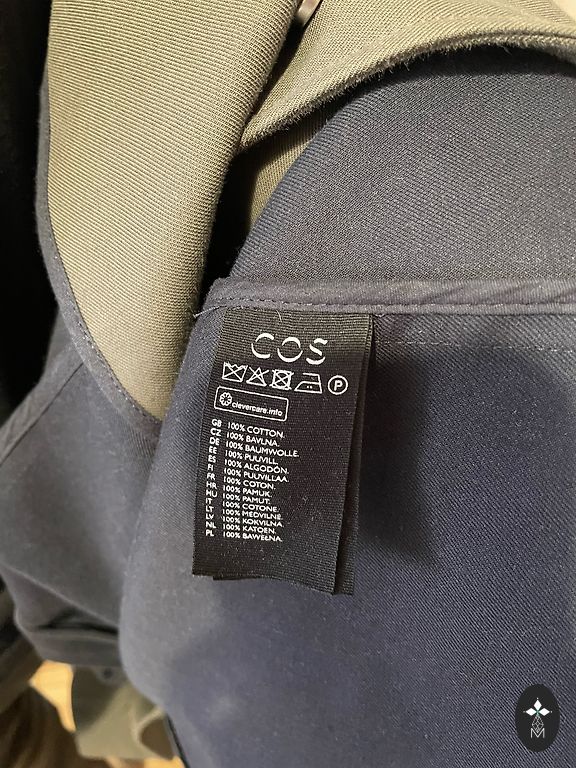 COS
P
clevercare.info
GB 100% COTTON.
CZ 100% BAVLNA.
DE 100% BAUMWOLLE.
EE 100% PUUVILL.
ES 100% ALGODÓN.
FI 100% PUUVILLAA.
FR 100% COTON.
HR 100% PAMUK.
HU 100% PAMUT.
IT 100% COTONE.
LT 100% MEDVILNĖ.
LV 100% KOKVILNA.
NL 100% KATOEN.
PL 100% BAWEŁNA.
M